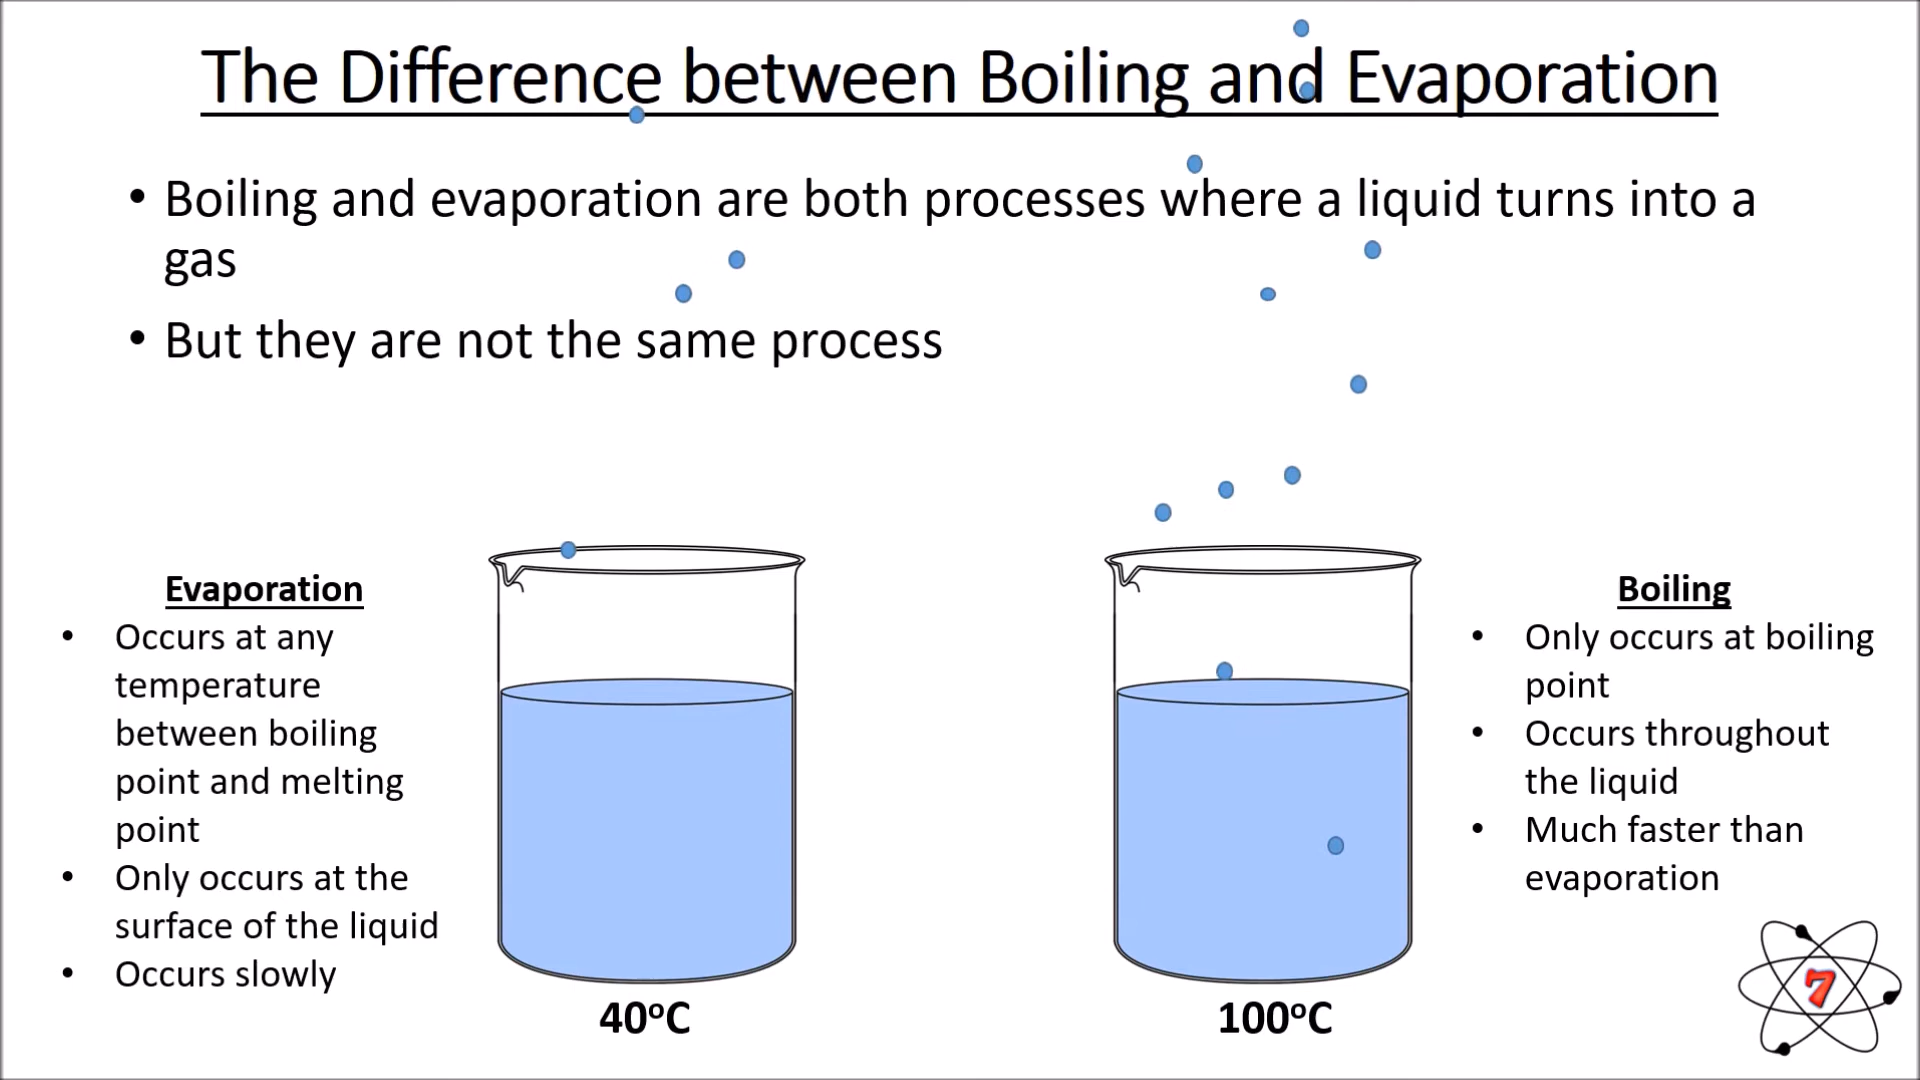 The Difference between Boiling and Evaporation
• Boiling and evaporation are both processes where a liquid turns into a
gas
• But they are not the same process
Evaporation
• Occurs at any
temperature
between boiling
point and melting
point
• Only occurs at the
surface of the liquid
• Occurs slowly
40°C
100°C
Boiling
• Only occurs at boiling
point
• Occurs throughout
the liquid
• Much faster than
evaporation
7